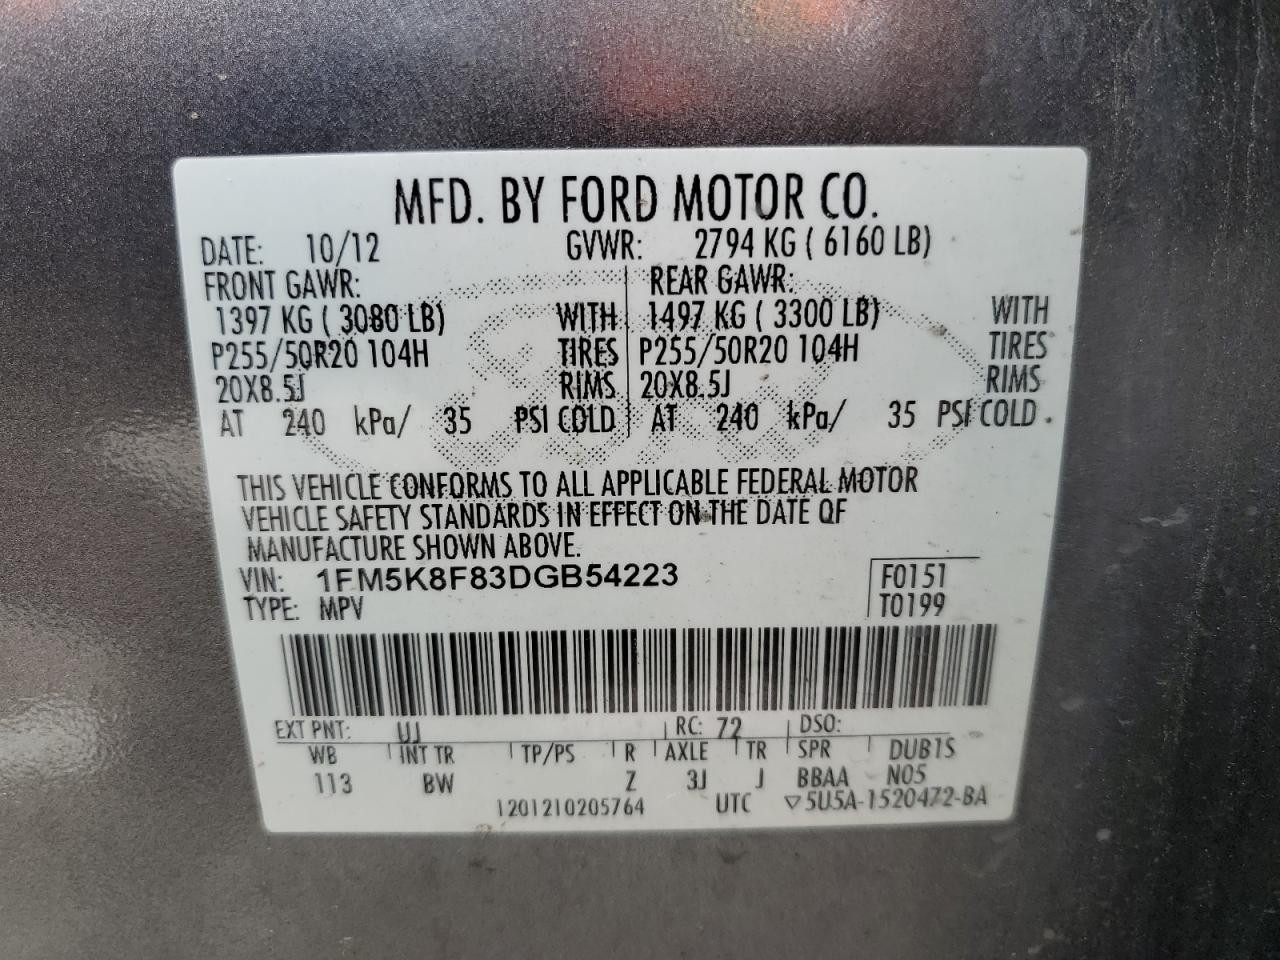 MFD. BY FORD MOTOR CO.
DATE: 10/12 GVWR: 2794 KG ( 6160 LB)
FRONT GAWR: REAR GAWR:
1397 KG ( 3080 LB) WITH 1497 KG ( 3300 LB) WITH
P255/50R20 104H TIRES P255/50R20 104H TIRES
20X8.5J RIMS 20X8.5J RIMS
AT 240 kPa/ 35 PSI COLD AT 240 kPa/ 35 PSI COLD .
THIS VEHICLE CONFORMS TO ALL APPLICABLE FEDERAL MOTOR
VEHICLE SAFETY STANDARDS IN EFFECT ON THE DATE OF
MANUFACTURE SHOWN ABOVE.
VIN: 1FM5K8F83DGB54223 F0151
TYPE: MPV T0199
EXT PNT: UJ RC: 72 DSO:
WB INT TR TP/PS R AXLE TR SPR DUB1S
113 BW Z 3J J BBAA N05
1201210205764 UTC ▽5U5A-1520472-BA